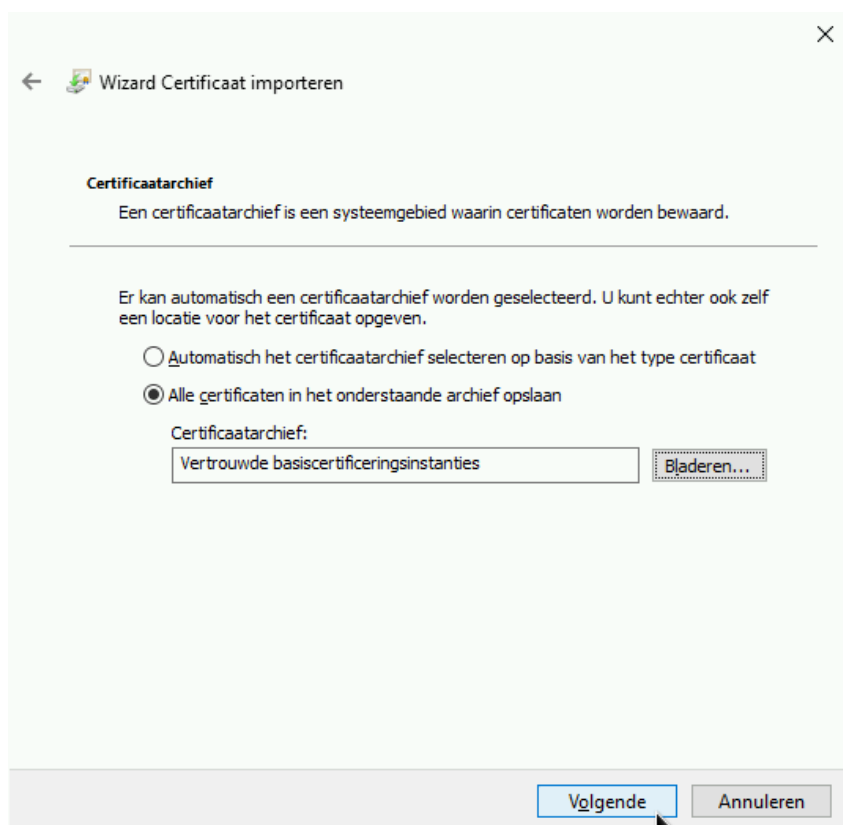 Wizard Certificaat importeren
Certificaatarchief
Een certificaatarchief is een systeemgebied waarin certificaten worden bewaard.
Er kan automatisch een certificaatarchief worden geselecteerd. U kunt echter ook zelf
een locatie voor het certificaat opgeven.
Automatisch het certificaatarchief selecteren op basis van het type certificaat
Alle certificaten in het onderstaande archief opslaan
Certificaatarchief:
Vertrouwde basiscertificeringsinstanties
Bladeren...
Volgende
Annuleren